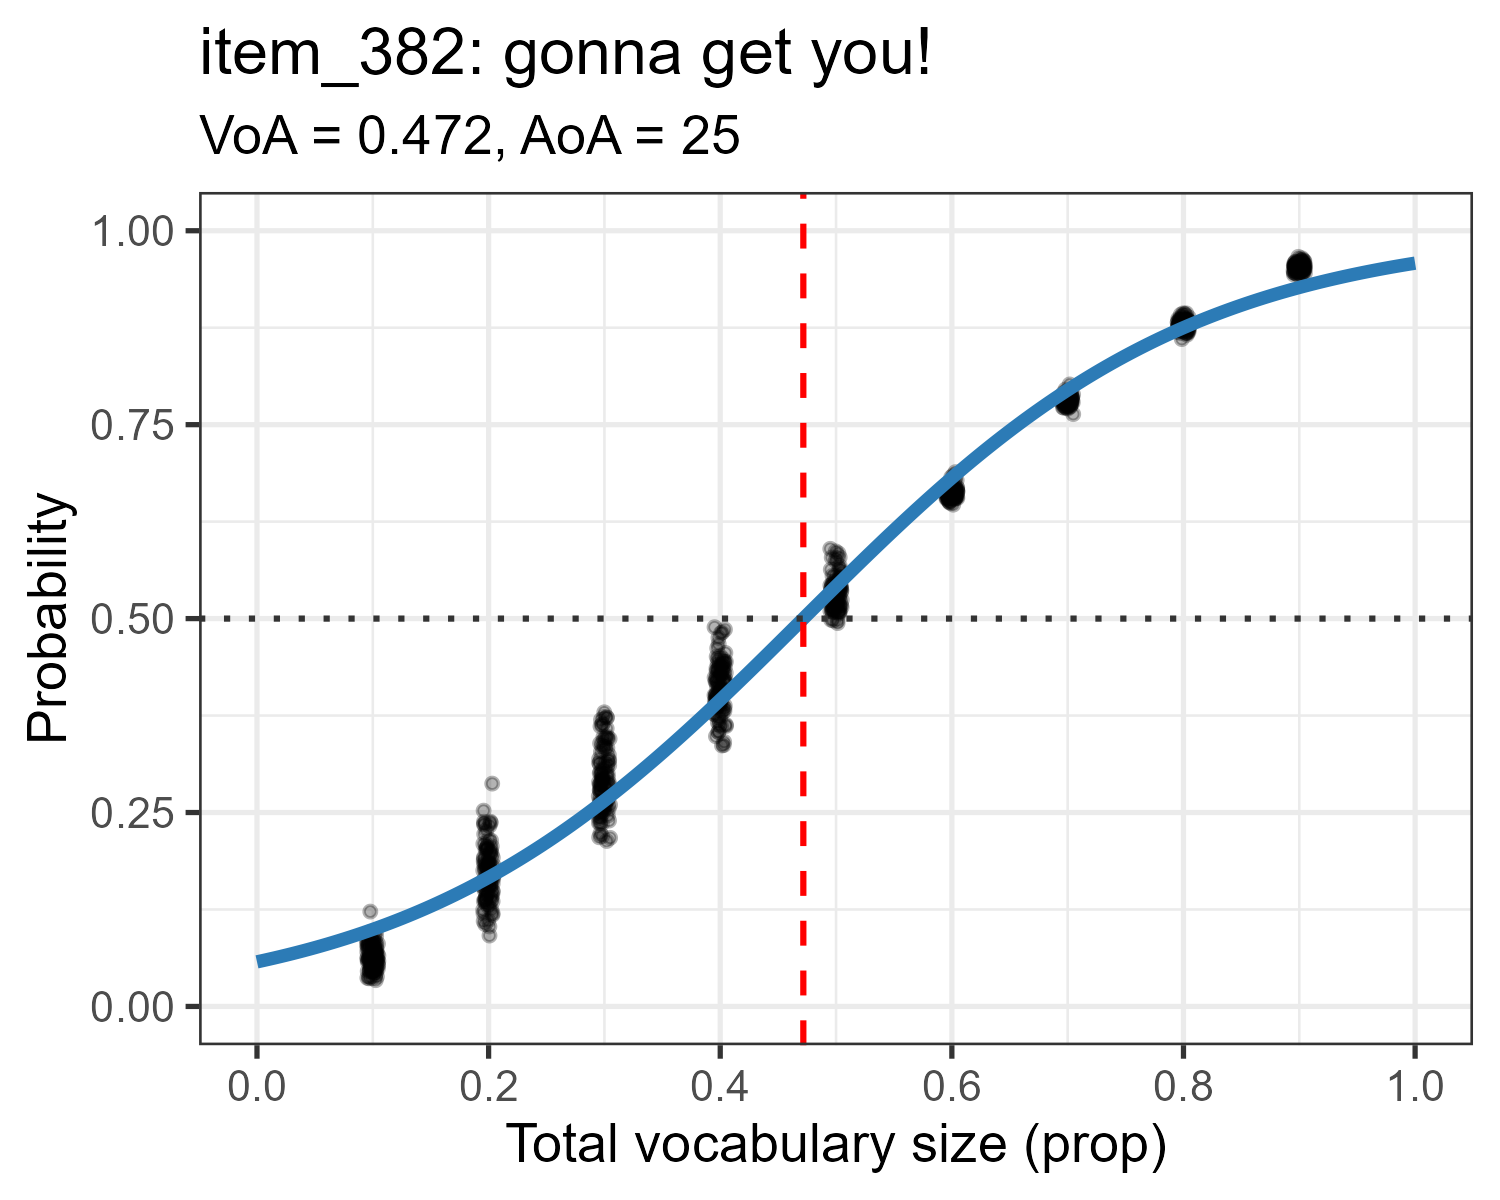 item_382: gonna get you!
VoA = 0.472, AoA = 25
Probability
1.00
0.75
0.50
0.25
0.00
0.0 0.2 0.4 0.6 0.8 1.0
Total vocabulary size (prop)